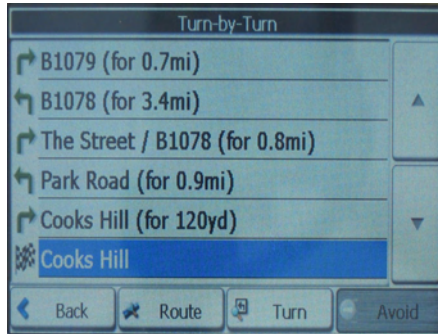 Turn-by-Turn
B1079 (for 0.7mi)
B1078 (for 3.4mi)
The Street / B1078 (for 0.8mi)
Park Road (for 0.9mi)
Cooks Hill (for 120yd)
Cooks Hill
Back
Route
Turn
Avoid